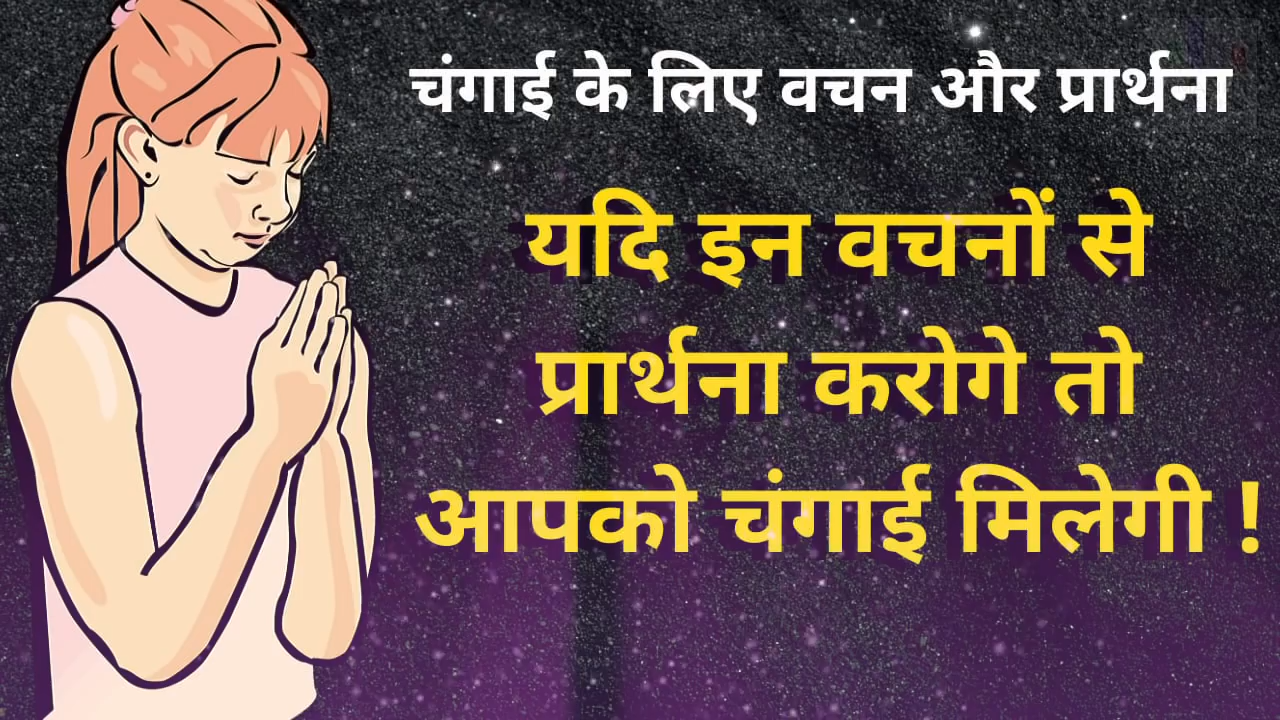 चंगाई के लिए वचन और प्रार्थना
यदि इन वचनों से
प्रार्थना करोगे तो
आपको चंगाई मिलेगी !